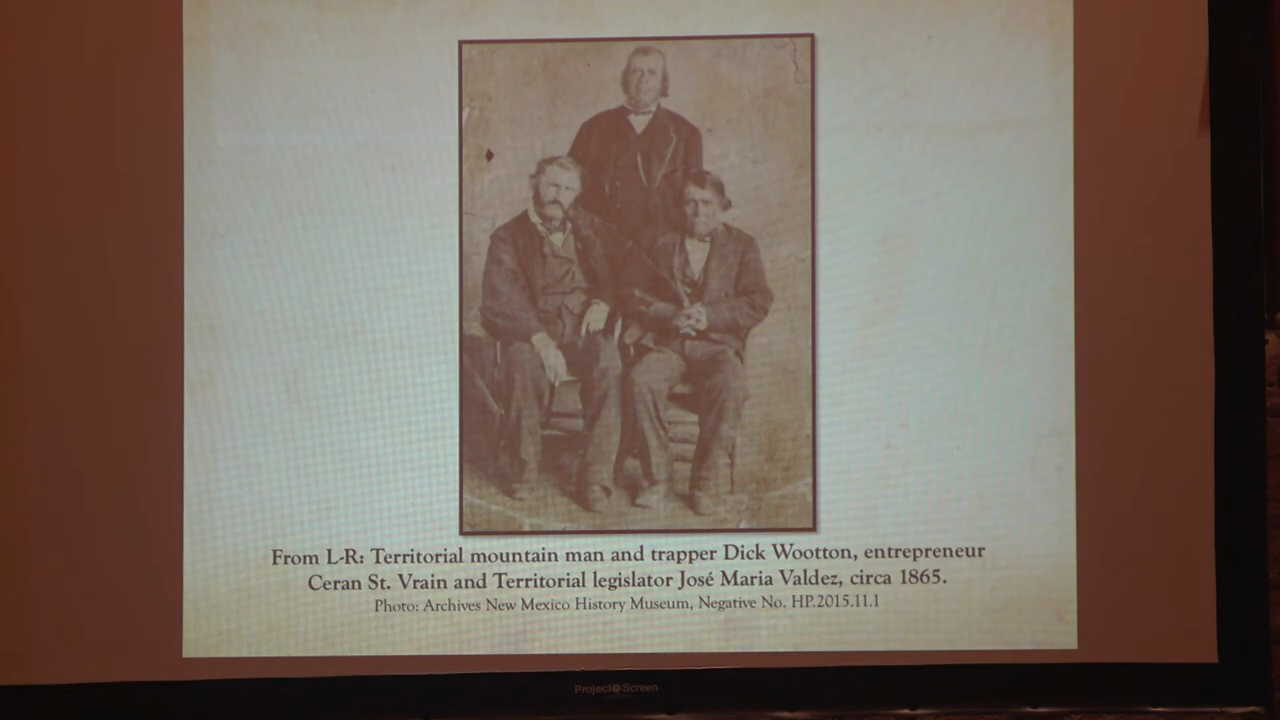 From L-R: Territorial mountain man and trapper Dick Wootton, entrepreneur
Ceran St. Vrain and Territorial legislator José Maria Valdez, circa 1865.
Photo: Archives New Mexico History Museum, Negative No. HP.2015.11.1
Project Screen